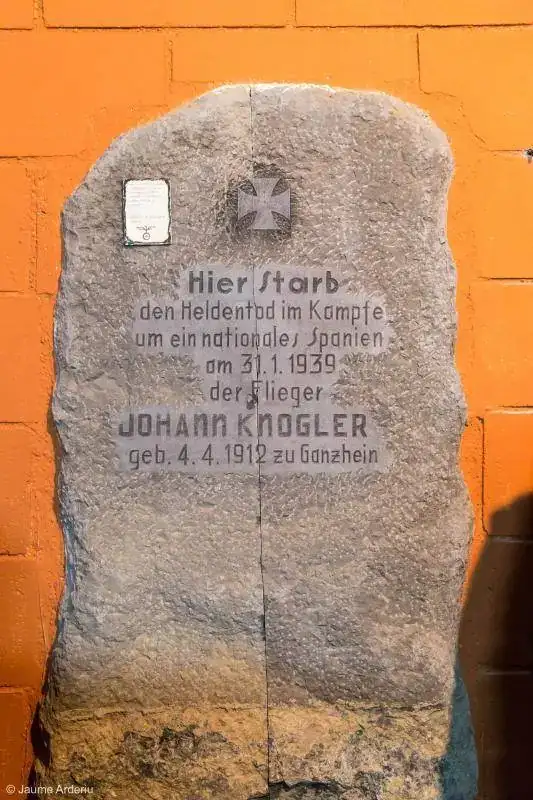 Hier Starb
den Heldentod im Kampfe
um ein nationales Spanien
am 31.1.1939
der Flieger
JOHANN KNOGLER
geb. 4.4.1912 zu Ganzhein
© Jaume Arderiu